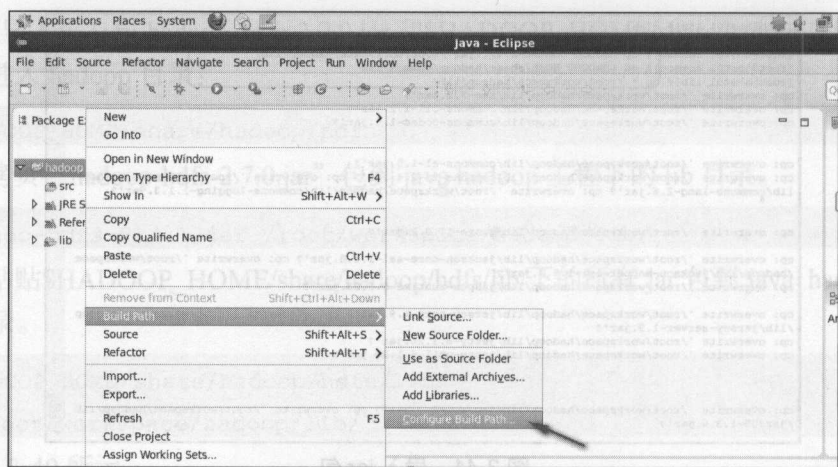 Applications Places System
Java - Eclipse
File Edit Source Refactor Navigate Search Project Run Window Help
Package E
hadoop
src
JRE S
Refer
lib
New
Go Into
Open in New Window
Open Type Hierarchy F4
Show In Shift+Alt+W
Copy Ctrl+C
Copy Qualified Name
Paste Ctrl+V
Delete Delete
Remove from Context Shift+Ctrl+Alt+Down
Build Path
Source Shift+Alt+S
Refactor Shift+Alt+T
Import...
Export...
Refresh F5
Close Project
Assign Working Sets...
Link Source...
New Source Folder...
Use as Source Folder
Add External Archives...
Add Libraries...
Configure Build Path...